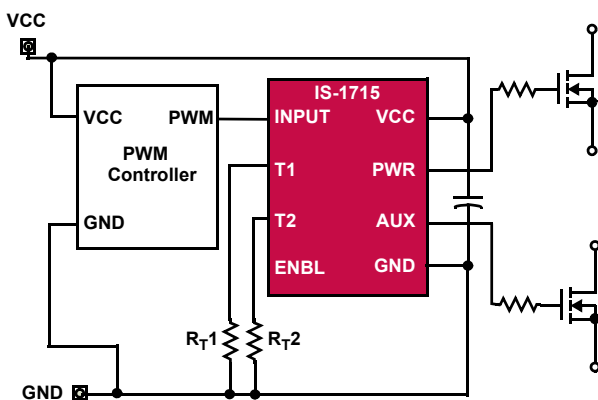 VCC
IS-1715
VCC PWM
PWM
Controller
GND
INPUT VCC
T1 PWR
T2 AUX
ENBL GND
RT1 RT2
GND